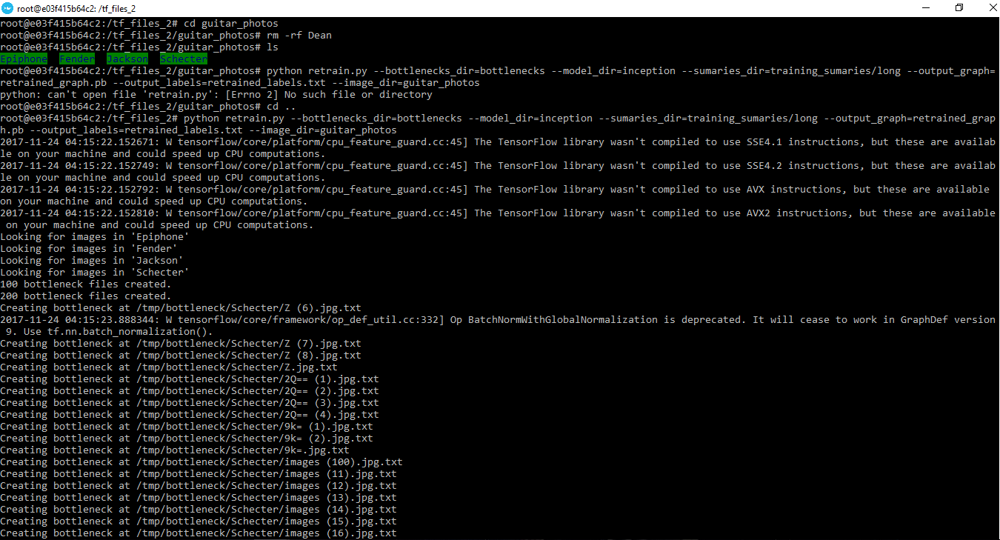 root@e03f415b64c2: /tf_files_2
root@e03f415b64c2:/tf_files_2# cd guitar_photos
root@e03f415b64c2:/tf_files_2/guitar_photos# rm -rf Dean
root@e03f415b64c2:/tf_files_2/guitar_photos# ls
Epiphone  Fender  Jackson  Schecter
root@e03f415b64c2:/tf_files_2/guitar_photos# python retrain.py --bottlenecks_dir=bottlenecks --model_dir=inception --sumaries_dir=training_sumaries/long --output_graph=
retrained_graph.pb --output_labels=retrained_labels.txt --image_dir=guitar_photos
python: can't open file 'retrain.py': [Errno 2] No such file or directory
root@e03f415b64c2:/tf_files_2/guitar_photos# cd ..
root@e03f415b64c2:/tf_files_2# python retrain.py --bottlenecks_dir=bottlenecks --model_dir=inception --sumaries_dir=training_sumaries/long --output_graph=retrained_grap
h.pb --output_labels=retrained_labels.txt --image_dir=guitar_photos
2017-11-24 04:15:22.152671: W tensorflow/core/platform/cpu_feature_guard.cc:45] The TensorFlow library wasn't compiled to use SSE4.1 instructions, but these are availab
le on your machine and could speed up CPU computations.
2017-11-24 04:15:22.152749: W tensorflow/core/platform/cpu_feature_guard.cc:45] The TensorFlow library wasn't compiled to use SSE4.2 instructions, but these are availab
le on your machine and could speed up CPU computations.
2017-11-24 04:15:22.152792: W tensorflow/core/platform/cpu_feature_guard.cc:45] The TensorFlow library wasn't compiled to use AVX instructions, but these are available
on your machine and could speed up CPU computations.
2017-11-24 04:15:22.152810: W tensorflow/core/platform/cpu_feature_guard.cc:45] The TensorFlow library wasn't compiled to use AVX2 instructions, but these are available
 on your machine and could speed up CPU computations.
Looking for images in 'Epiphone'
Looking for images in 'Fender'
Looking for images in 'Jackson'
Looking for images in 'Schecter'
100 bottleneck files created.
200 bottleneck files created.
Creating bottleneck at /tmp/bottleneck/Schecter/Z (6).jpg.txt
2017-11-24 04:15:23.888344: W tensorflow/core/framework/op_def_util.cc:332] Op BatchNormWithGlobalNormalization is deprecated. It will cease to work in GraphDef version
 9. Use tf.nn.batch_normalization().
Creating bottleneck at /tmp/bottleneck/Schecter/Z (7).jpg.txt
Creating bottleneck at /tmp/bottleneck/Schecter/Z (8).jpg.txt
Creating bottleneck at /tmp/bottleneck/Schecter/Z.jpg.txt
Creating bottleneck at /tmp/bottleneck/Schecter/2Q== (1).jpg.txt
Creating bottleneck at /tmp/bottleneck/Schecter/2Q== (2).jpg.txt
Creating bottleneck at /tmp/bottleneck/Schecter/2Q== (3).jpg.txt
Creating bottleneck at /tmp/bottleneck/Schecter/2Q== (4).jpg.txt
Creating bottleneck at /tmp/bottleneck/Schecter/9k= (1).jpg.txt
Creating bottleneck at /tmp/bottleneck/Schecter/9k= (2).jpg.txt
Creating bottleneck at /tmp/bottleneck/Schecter/9k=.jpg.txt
Creating bottleneck at /tmp/bottleneck/Schecter/images (100).jpg.txt
Creating bottleneck at /tmp/bottleneck/Schecter/images (11).jpg.txt
Creating bottleneck at /tmp/bottleneck/Schecter/images (12).jpg.txt
Creating bottleneck at /tmp/bottleneck/Schecter/images (13).jpg.txt
Creating bottleneck at /tmp/bottleneck/Schecter/images (14).jpg.txt
Creating bottleneck at /tmp/bottleneck/Schecter/images (15).jpg.txt
Creating bottleneck at /tmp/bottleneck/Schecter/images (16).jpg.txt